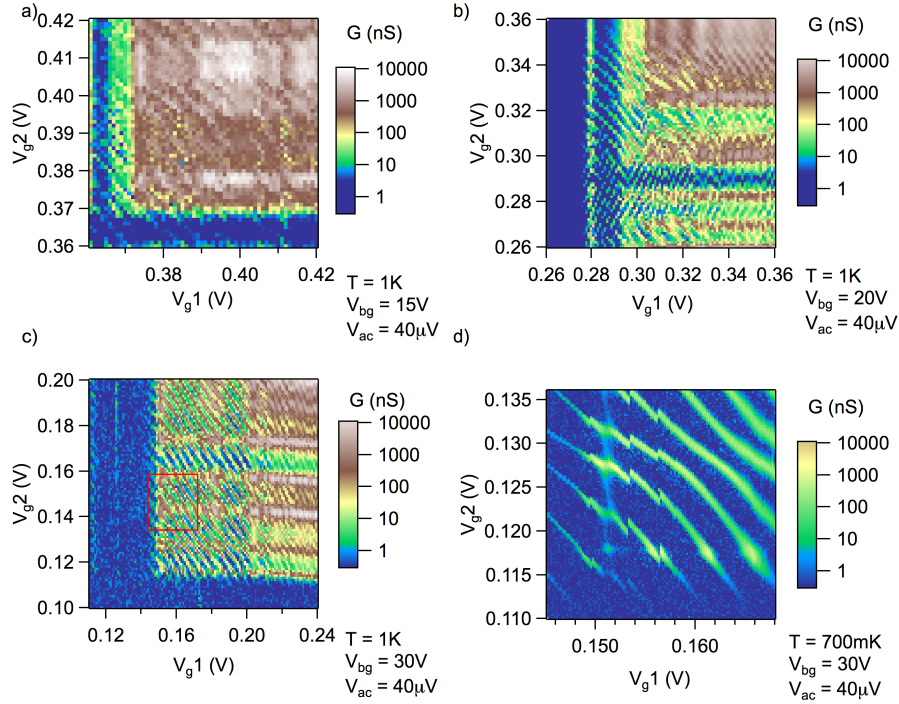 a)
0.42
0.41
0.40
0.39
0.38
0.37
0.36
Vg2 (V)
0.38
0.40
0.42
Vg1 (V)
G (nS)
10000
1000
100
10
1
T = 1K
Vbg = 15V
Vac = 40μV
b)
0.36
0.34
0.32
0.30
0.28
0.26
Vg2 (V)
0.26
0.28
0.30
0.32
0.34
0.36
Vg1 (V)
G (nS)
10000
1000
100
10
1
T = 1K
Vbg = 20V
Vac = 40μV
c)
0.20
0.18
0.16
0.14
0.12
0.10
Vg2 (V)
0.12
0.16
0.20
0.24
Vg1 (V)
G (nS)
10000
1000
100
10
1
T = 1K
Vbg = 30V
Vac = 40μV
d)
0.135
0.130
0.125
0.120
0.115
0.110
Vg2 (V)
0.150
0.160
Vg1 (V)
G (nS)
10000
1000
100
10
1
T = 700mK
Vbg = 30V
Vac = 40μV